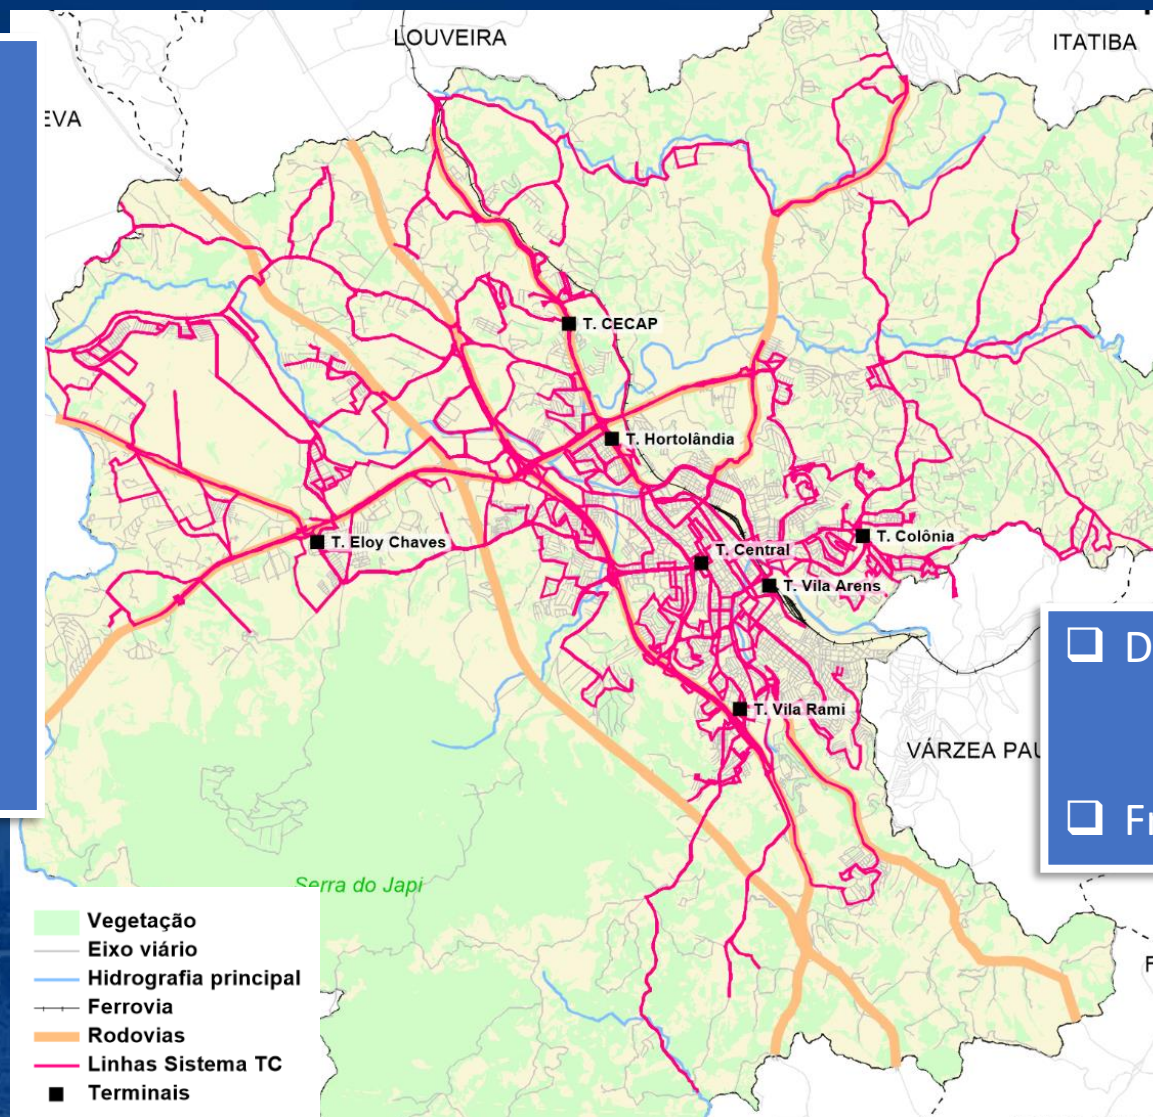 LOUVEIRA
ITATIBA
EVA
T. CECAP
T. Hortolândia
T. Eloy Chaves
T. Central
T. Colônia
T. Vila Arens
T. Vila Rami
VÁRZEA PAU
❑ D
❑ Fr
Serra do Japi
Vegetação
Eixo viário
Hidrografia principal
Ferrovia
Rodovias
Linhas Sistema TC
Terminais